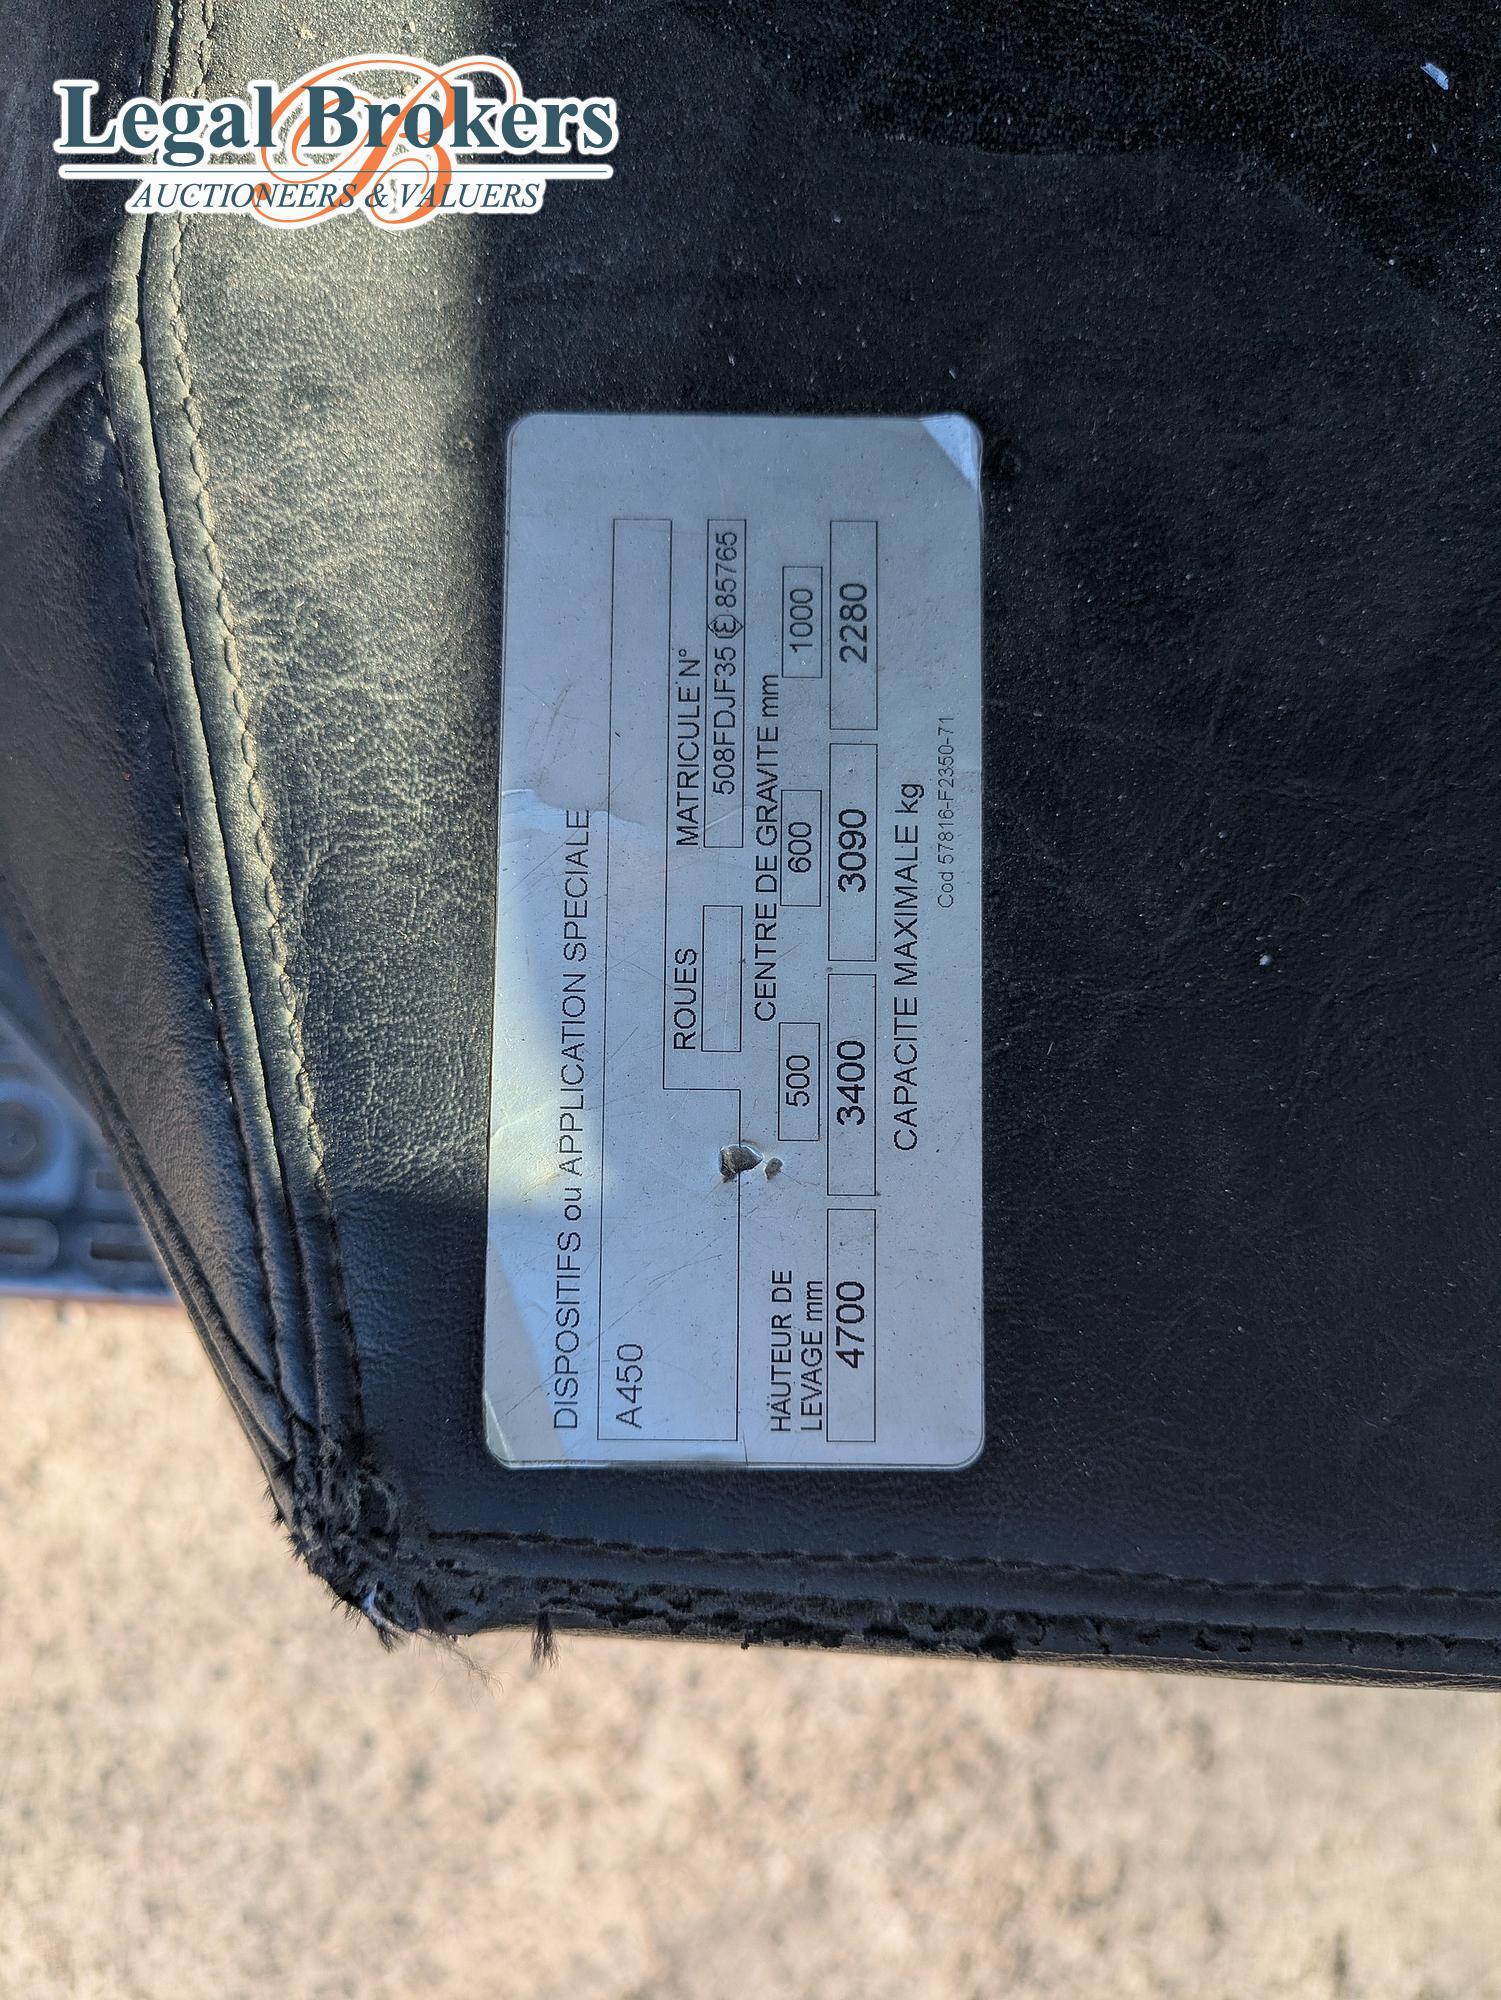 Legal Brokers
AUCTIONEERS & VALUERS
DISPOSITIFS ou APPLICATION SPECIALE
A450
ROUES
MATRICULE N°
508FDJF35 E 85765
CENTRE DE GRAVITE mm
HAUTEUR DE
LEVAGE mm
500 600 1000
4700 3400 3090 2280
CAPACITE MAXIMALE kg
Cod 57816-F2350-71